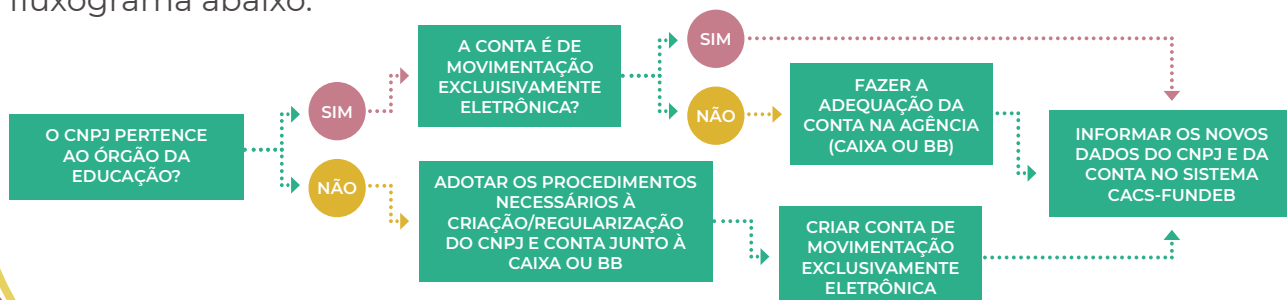 fluxograma abaixo.
O CNPJ PERTENCE
AO ÓRGÃO DA
EDUCAÇÃO?
SIM
A CONTA É DE
MOVIMENTAÇÃO
EXCLUISIVAMENTE
ELETRÔNICA?
SIM
NÃO
FAZER A
ADEQUAÇÃO DA
CONTA NA AGÊNCIA
(CAIXA OU BB)
NÃO
ADOTAR OS PROCEDIMENTOS
NECESSÁRIOS À
CRIAÇÃO/REGULARIZAÇÃO
DO CNPJ E CONTA JUNTO À
CAIXA OU BB
CRIAR CONTA DE
MOVIMENTAÇÃO
EXCLUSIVAMENTE
ELETRÔNICA
INFORMAR OS NOVOS
DADOS DO CNPJ E DA
CONTA NO SISTEMA
CACS-FUNDEB